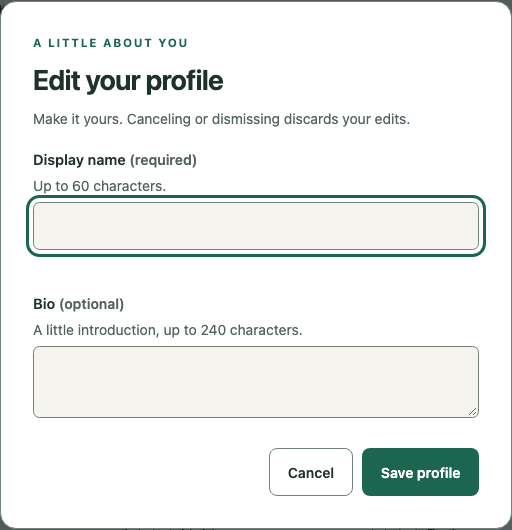 A LITTLE ABOUT YOU
Edit your profile
Make it yours. Canceling or dismissing discards your edits.
Display name (required)
Up to 60 characters.
Bio (optional)
A little introduction, up to 240 characters.
Cancel
Save profile